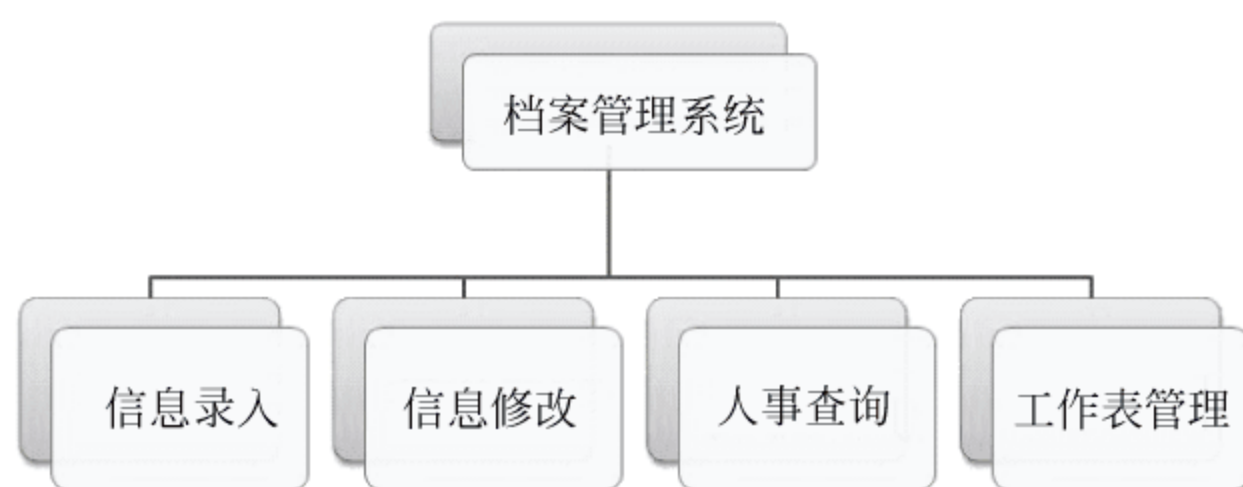 档案管理系统
信息录入
信息修改
人事查询
工作表管理